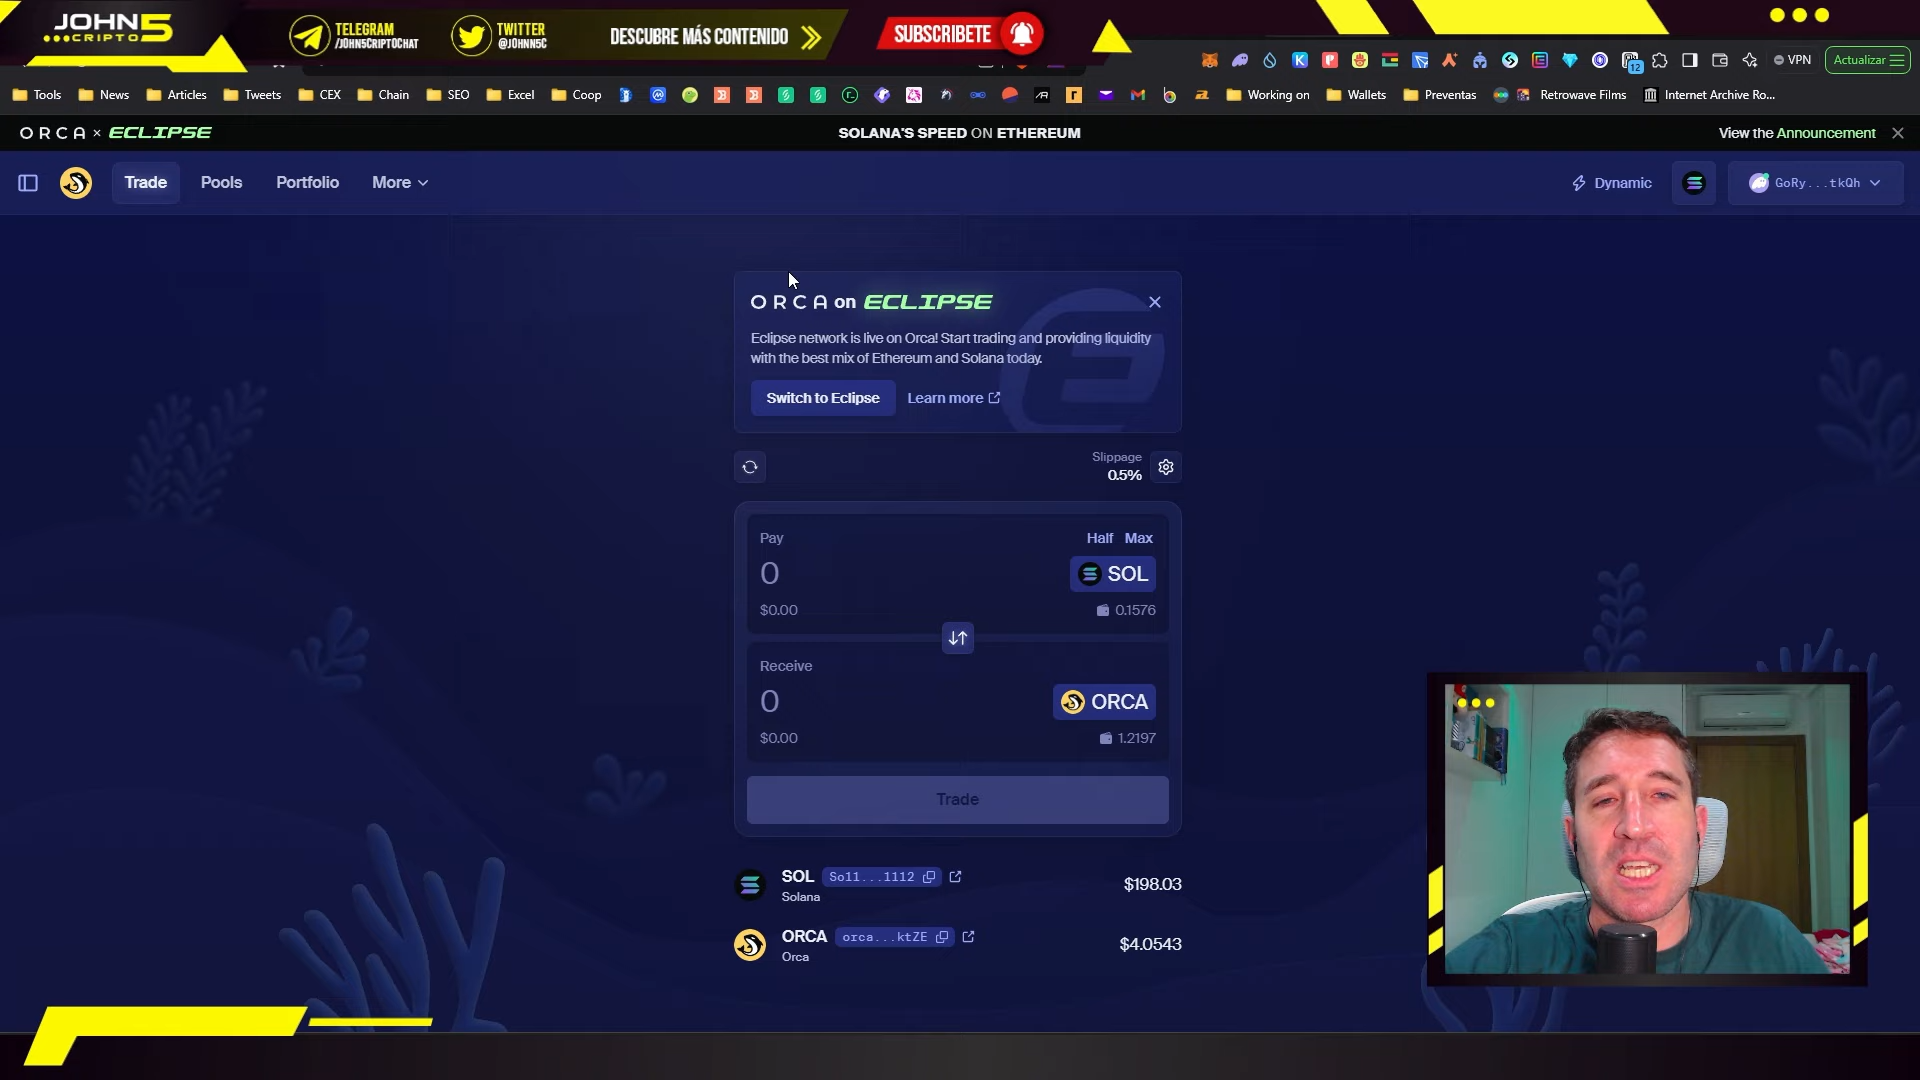 JOHN 5
CRIPTO
TELEGRAM
/JOHN5CRIPTOCHAT
TWITTER
@JOHNN5C
DESCUBRE MÁS CONTENIDO
SUBSCRIBETE
12
VPN
Actualizar
Tools
News
Articles
Tweets
CEX
Chain
SEO
Excel
Coop
Working on
Wallets
Preventas
Retrowave Films
Internet Archive Ro...
ORCA × ECLIPSE
SOLANA'S SPEED ON ETHEREUM
View the Announcement
Trade
Pools
Portfolio
More
Dynamic
GoRy...tkQh
ORCA on ECLIPSE
Eclipse network is live on Orca! Start trading and providing liquidity
with the best mix of Ethereum and Solana today.
Switch to Eclipse
Learn more
Slippage
0.5%
Pay
Half Max
0
SOL
$0.00
0.1576
Receive
0
ORCA
$0.00
1.2197
Trade
SOL So11...1112
Solana
$198.03
ORCA orca...ktZE
Orca
$4.0543